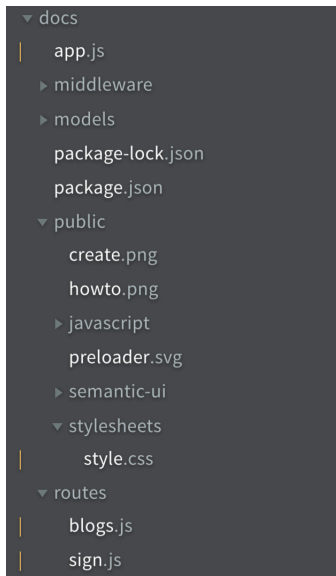 docs
app.js
middleware
models
package-lock.json
package.json
public
create.png
howto.png
javascript
preloader.svg
semantic-ui
stylesheets
style.css
routes
blogs.js
sign.js